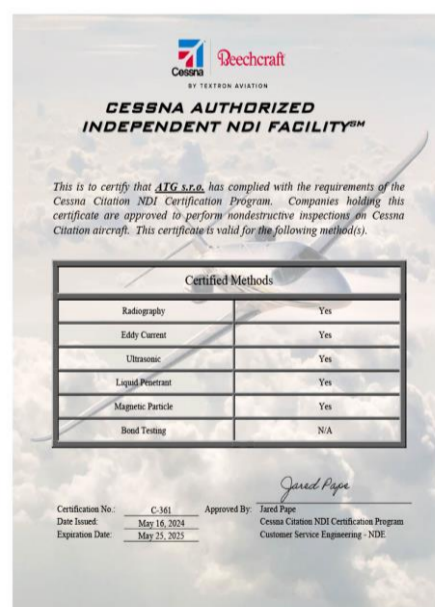 Cessna
Beechcraft
BY TEXTRON AVIATION
CESSNA AUTHORIZED
INDEPENDENT NDI FACILITY℠
This is to certify that ATG s.r.o. has complied with the requirements of the
Cessna Citation NDI Certification Program. Companies holding this
certificate are approved to perform nondestructive inspections on Cessna
Citation aircraft. This certificate is valid for the following method(s).
Certified Methods
Radiography Yes
Eddy Current Yes
Ultrasonic Yes
Liquid Penetrant Yes
Magnetic Particle Yes
Bond Testing N/A
Jared Pape
Certification No.: C-361 Approved By: Jared Pape
Date Issued: May 16, 2024 Cessna Citation NDI Certification Program
Expiration Date: May 25, 2025 Customer Service Engineering - NDE